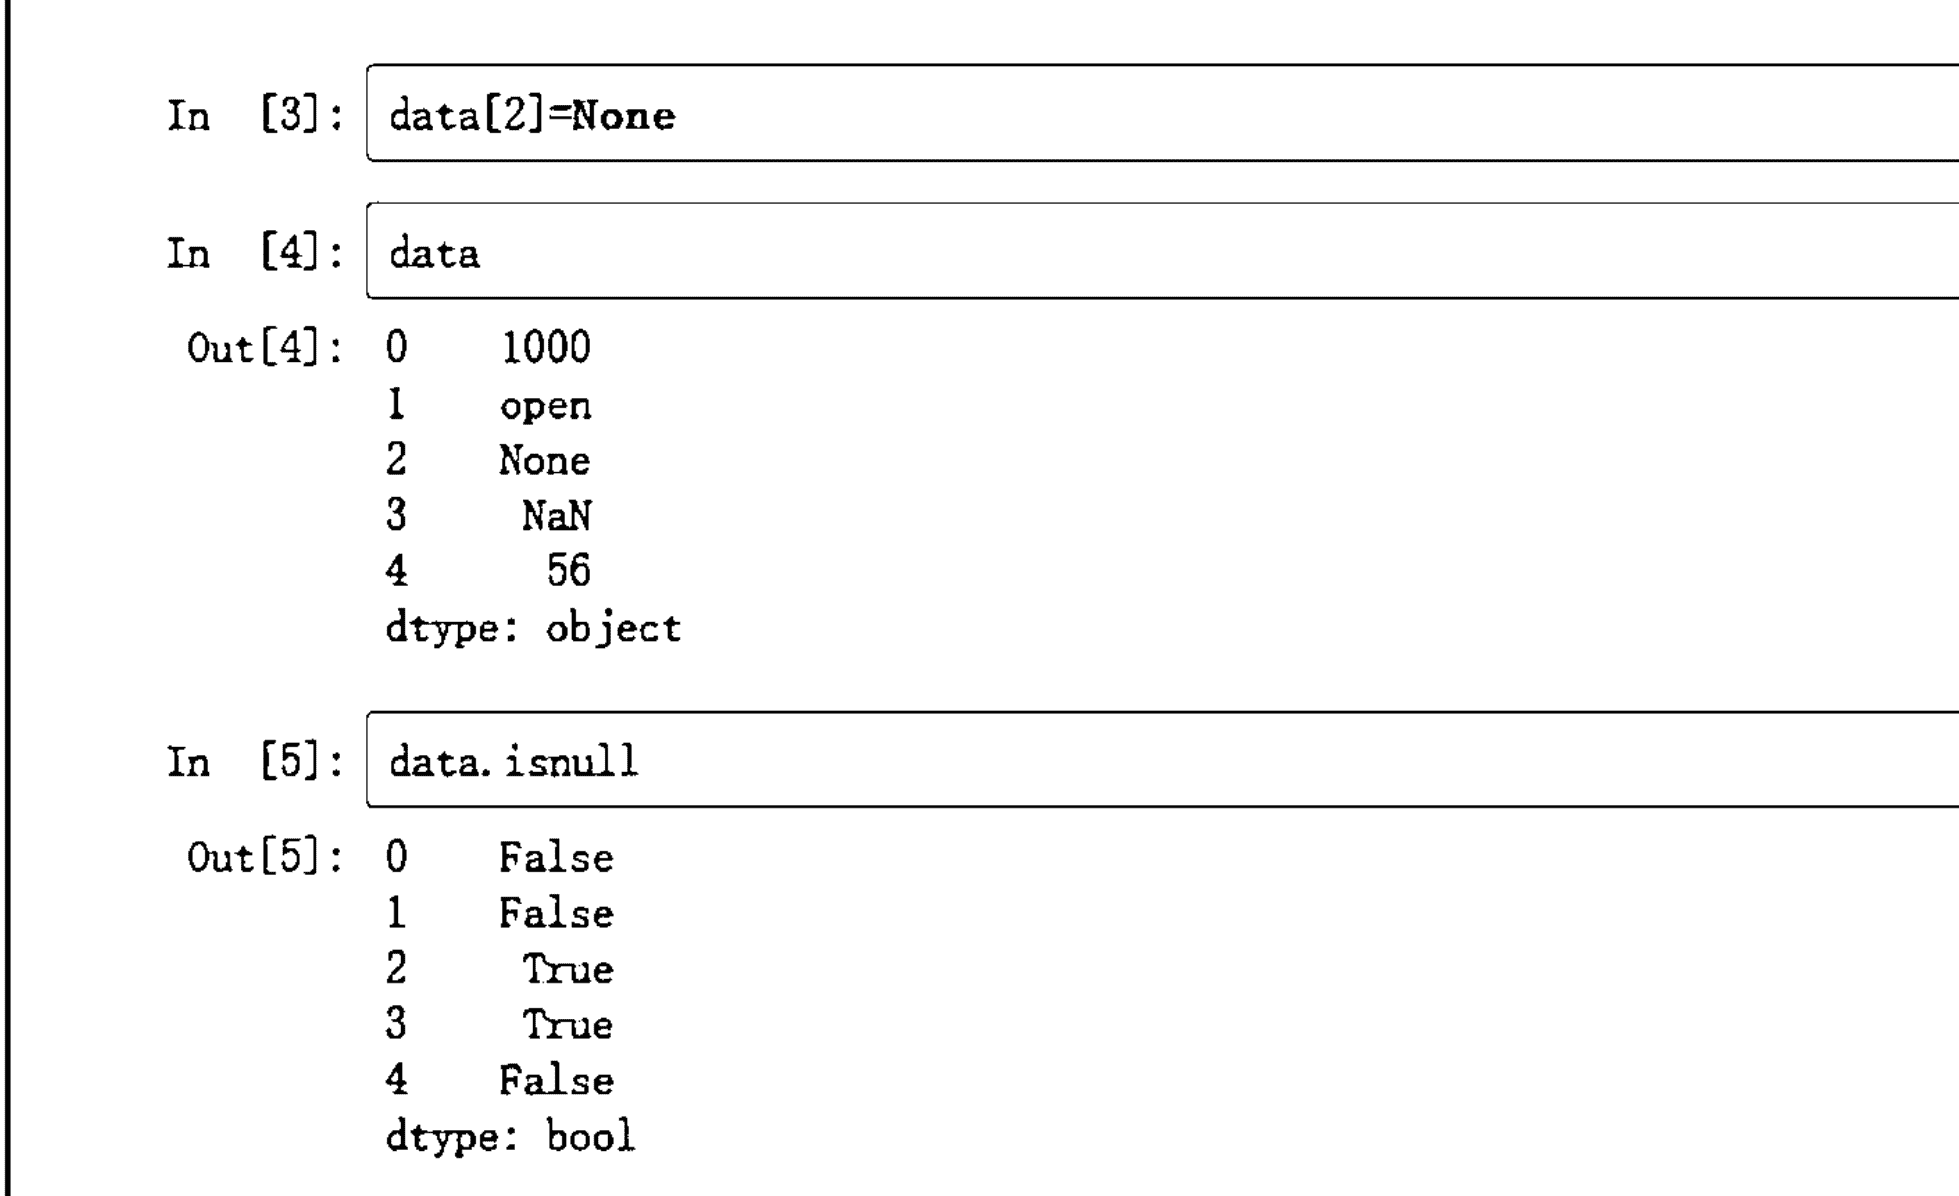 In [3]: data[2]=None
In [4]: data
Out[4]: 0 1000
1 open
2 None
3 NaN
4 56
dtype: object
In [5]: data.isnull
Out[5]: 0 False
1 False
2 True
3 True
4 False
dtype: bool